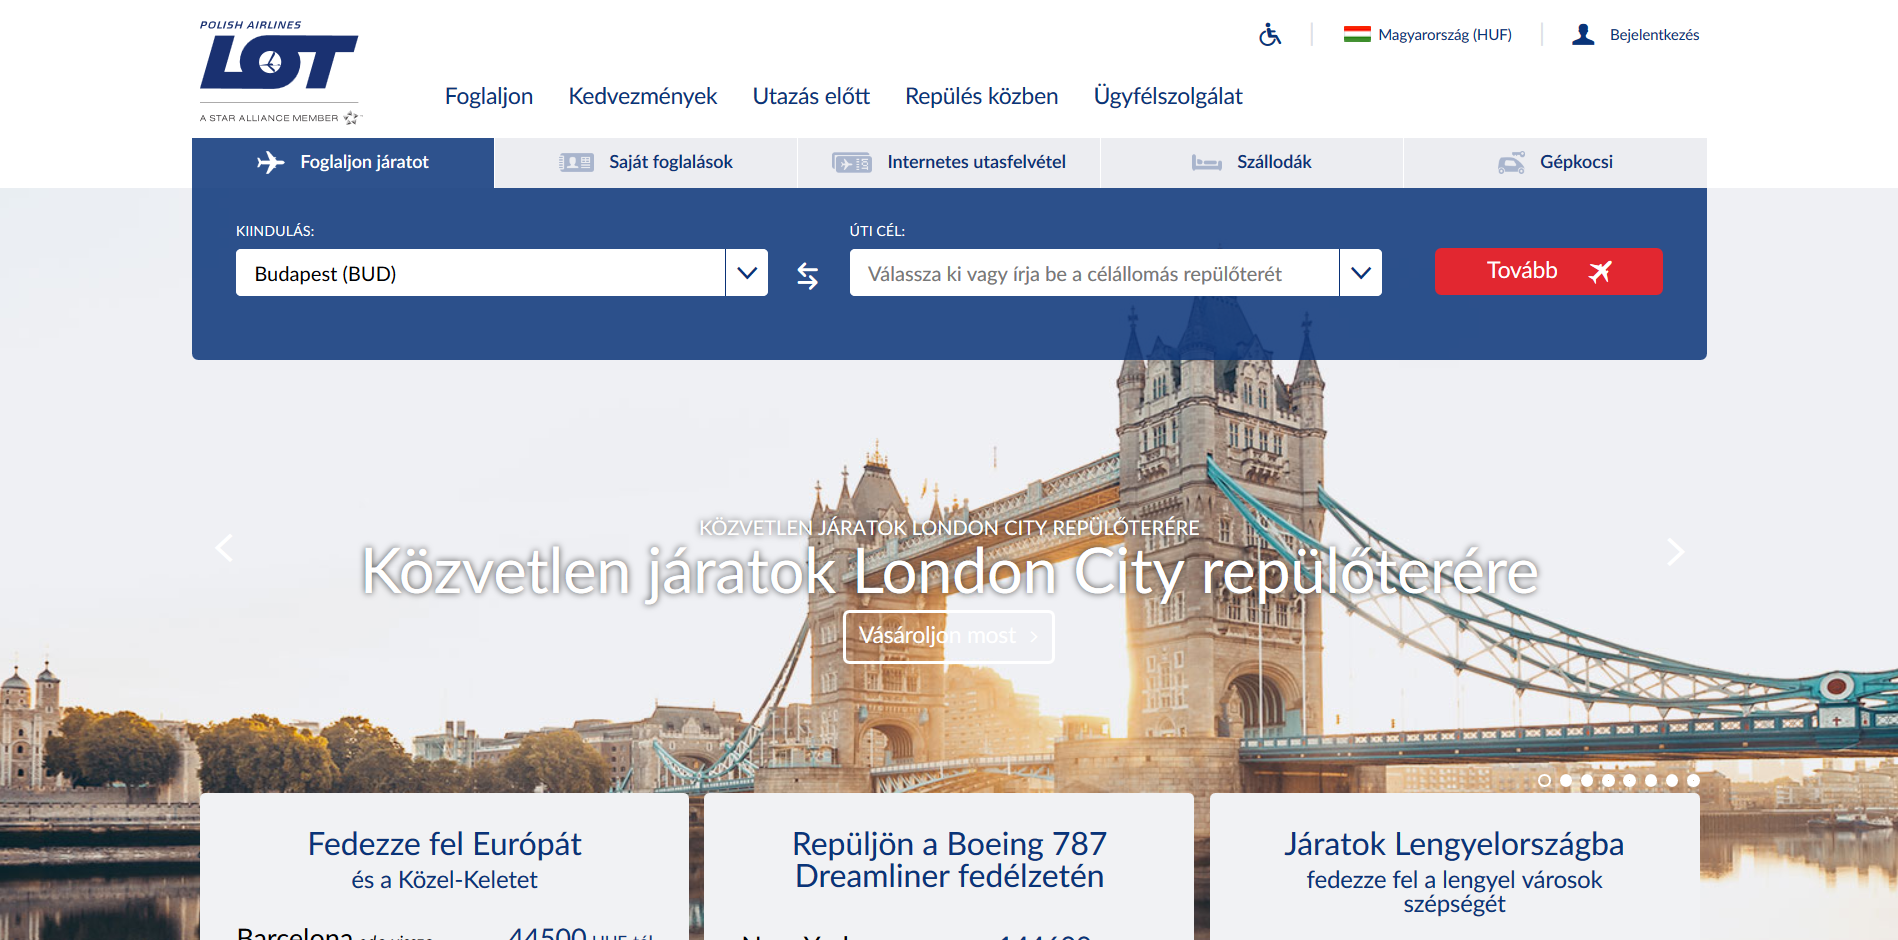 POLISH AIRLINES
LOT
A STAR ALLIANCE MEMBER
Magyarország (HUF)
Bejelentkezés
Foglaljon
Kedvezmények
Utazás előtt
Repülés közben
Ügyfélszolgálat
Foglaljon járatot
Saját foglalások
Internetes utasfelvétel
Szállodák
Gépkocsi
KIINDULÁS:
Budapest (BUD)
ÚTI CÉL:
Válassza ki vagy írja be a célállomás repülőterét
Tovább
KÖZVETLEN JÁRATOK LONDON CITY REPÜLŐTERÉRE
Közvetlen járatok London City repülőterére
Vásároljon most
Fedezze fel Európát
és a Közel-Keletet
Barcelona oda-vissza 44500 HUF-tól
Repüljön a Boeing 787
Dreamliner fedélzetén
New York
Járatok Lengyelországba
fedezze fel a lengyel városok
szépségét